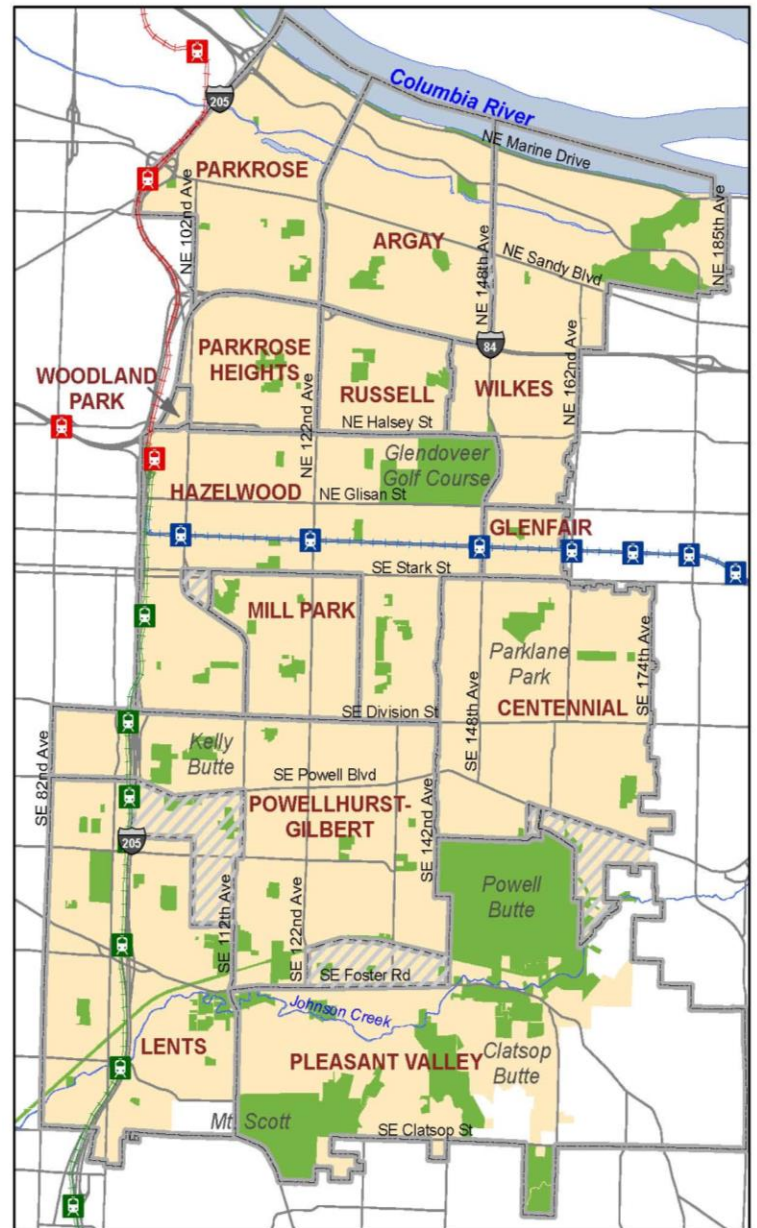 205
Columbia River
NE Marine Drive
PARKROSE
NE 102nd Ave
ARGAY
NE 148th Ave
NE Sandy Blvd
NE 185th Ave
84
PARKROSE
HEIGHTS
WOODLAND
PARK
RUSSELL
WILKES
NE 162nd Ave
NE 122nd Ave
NE Halsey St
Glendoveer
Golf Course
HAZELWOOD
NE Glisan St
GLENFAIR
SE Stark St
MILL PARK
Parklane
Park
SE 148th Ave
CENTENNIAL
SE 174th Ave
SE Division St
SE 82nd Ave
Kelly
Butte
SE Powell Blvd
POWELLHURST-
GILBERT
SE 142nd Ave
205
Powell
Butte
SE 112th Ave
SE 122nd Ave
SE Foster Rd
Johnson Creek
LENTS
PLEASANT VALLEY
Clatsop
Butte
Mt. Scott
SE Clatsop St